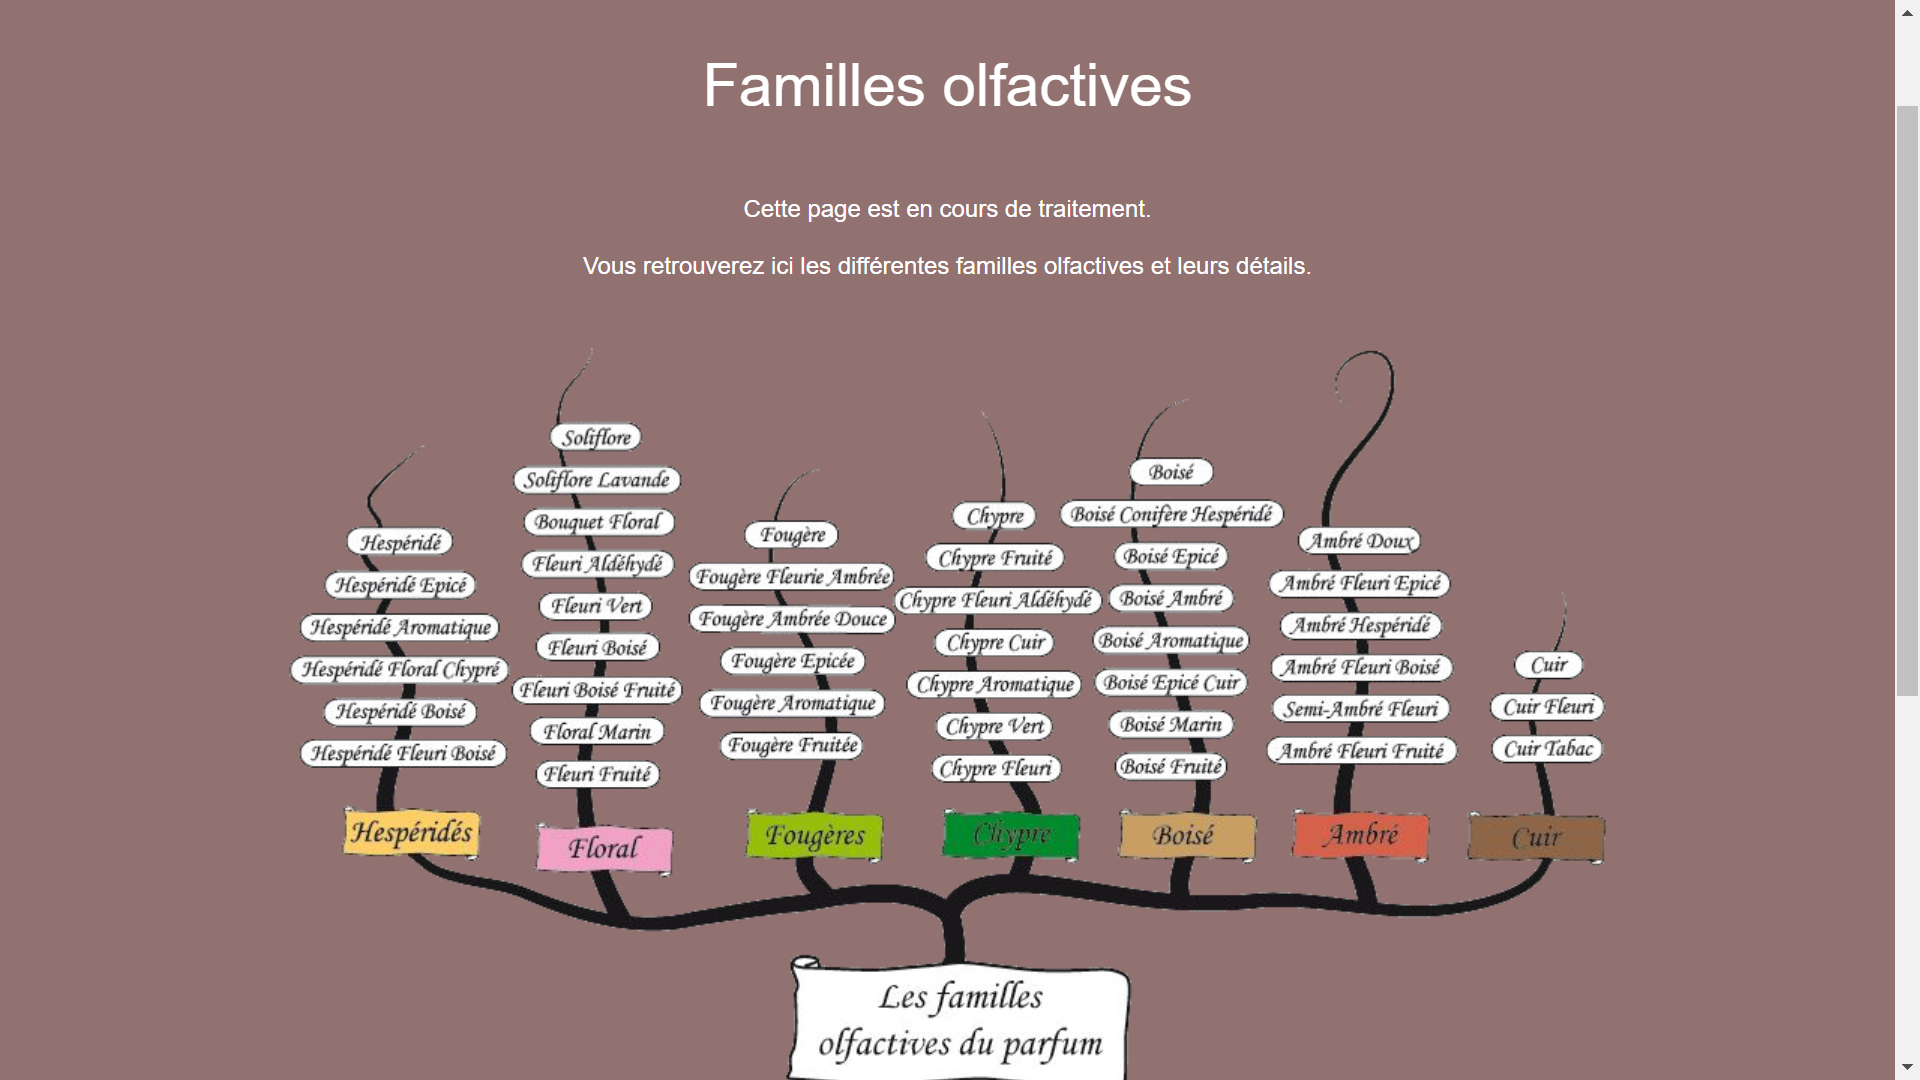 Familles olfactives
Cette page est en cours de traitement.
Vous retrouverez ici les différentes familles olfactives et leurs détails.
Hespéridé
Hespéridé Epicé
Hespéridé Aromatique
Hespéridé Floral Chypré
Hespéridé Boisé
Hespéridé Fleuri Boisé
Hespéridés
Soliflore
Soliflore Lavande
Bouquet Floral
Fleuri Aldéhydé
Fleuri Vert
Fleuri Boisé
Fleuri Boisé Fruité
Floral Marin
Fleuri Fruité
Floral
Fougère
Fougère Fleurie Ambrée
Fougère Ambrée Douce
Fougère Epicée
Fougère Aromatique
Fougère Fruitée
Fougères
Chypre
Chypre Fruité
Chypre Fleuri Aldéhydé
Chypre Cuir
Chypre Aromatique
Chypre Vert
Chypre Fleuri
Chypre
Boisé
Boisé Conifère Hespéridé
Boisé Epicé
Boisé Ambré
Boisé Aromatique
Boisé Epicé Cuir
Boisé Marin
Boisé Fruité
Boisé
Ambré Doux
Ambré Fleuri Epicé
Ambré Hespéridé
Ambré Fleuri Boisé
Semi-Ambré Fleuri
Ambré Fleuri Fruité
Ambré
Cuir
Cuir Fleuri
Cuir Tabac
Cuir
Les familles
olfactives du parfum